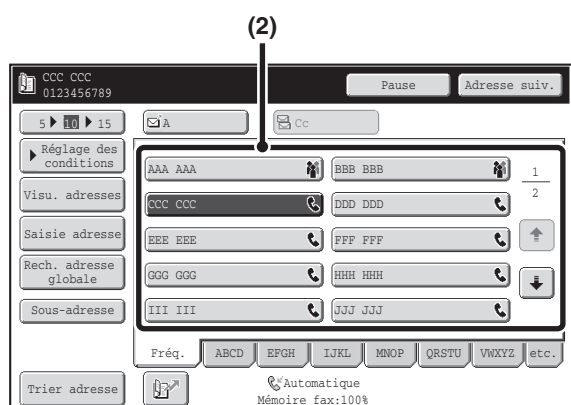 (2)
CCC CCC
0123456789
Pause
Adresse suiv.
5 10 15
A
Cc
Réglage des
conditions
AAA AAA
BBB BBB
1
2
Visu. adresses
CCC CCC
DDD DDD
Saisie adresse
EEE EEE
FFF FFF
Rech. adresse
globale
GGG GGG
HHH HHH
Sous-adresse
III III
JJJ JJJ
Fréq.
ABCD
EFGH
IJKL
MNOP
QRSTU
VWXYZ
etc.
Trier adresse
Automatique
Mémoire fax:100%